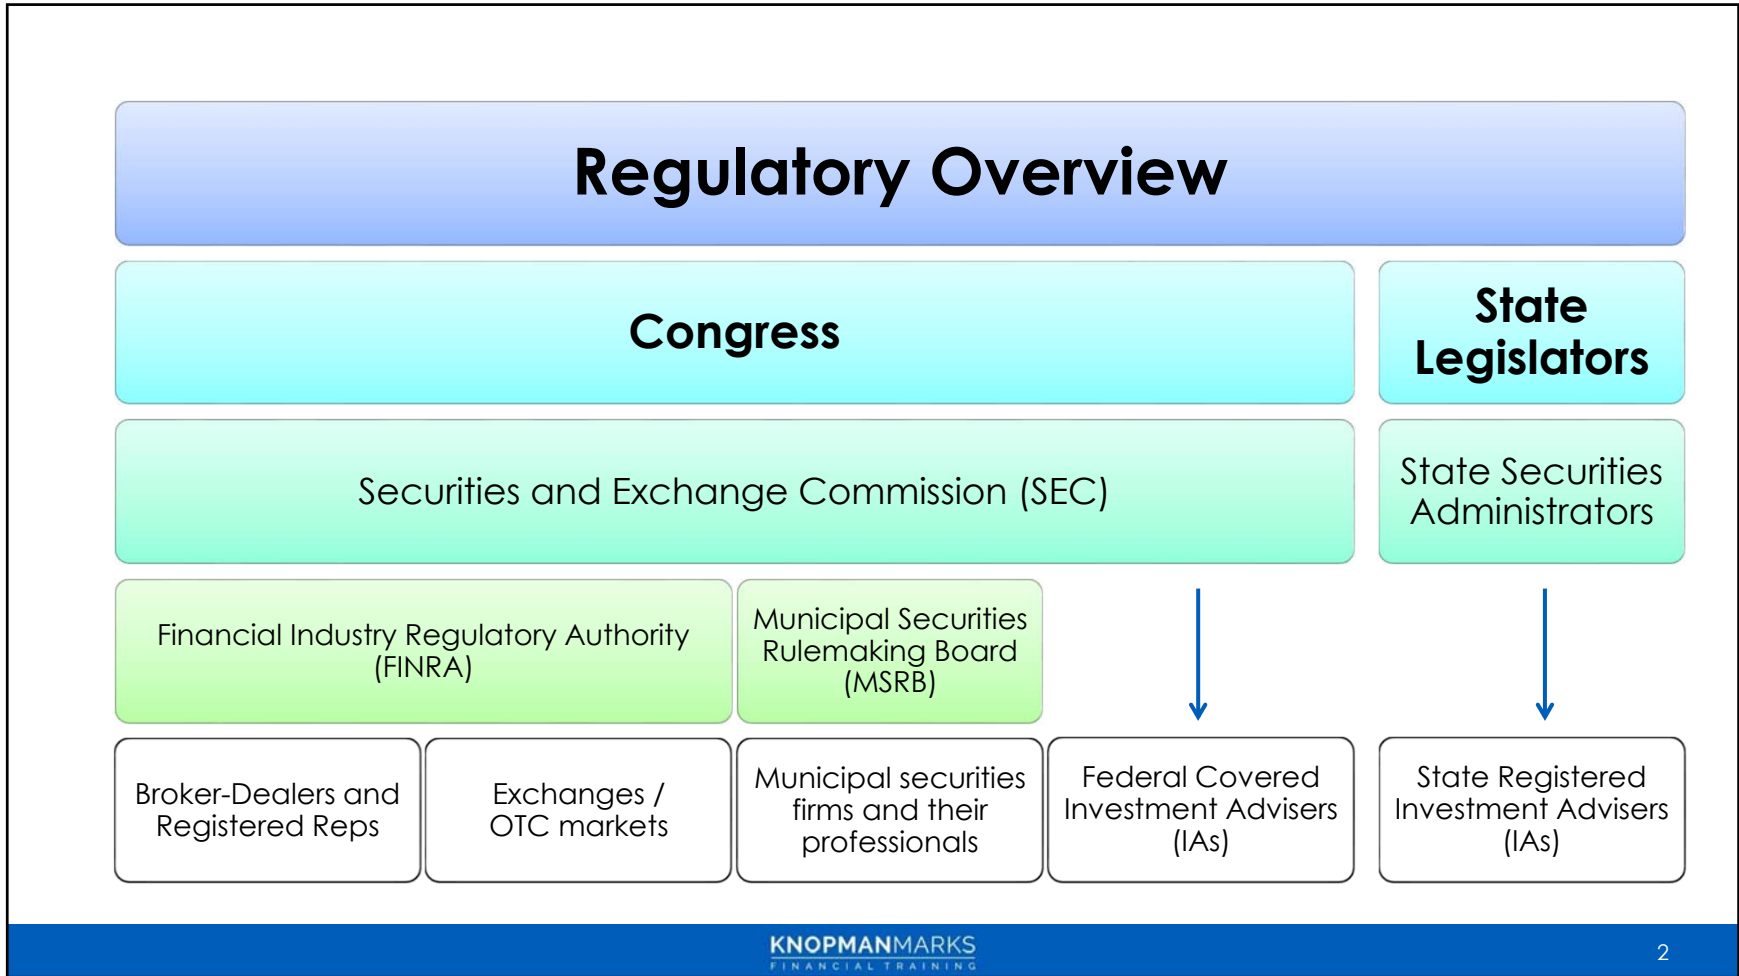 Regulatory Overview
Congress
State
Legislators
Securities and Exchange Commission (SEC)
State Securities
Administrators
Financial Industry Regulatory Authority
(FINRA)
Municipal Securities
Rulemaking Board
(MSRB)
Broker-Dealers and
Registered Reps
Exchanges /
OTC markets
Municipal securities
firms and their
professionals
Federal Covered
Investment Advisers
(IAs)
State Registered
Investment Advisers
(IAs)
KNOPMANMARKS
FINANCIAL TRAINING
2